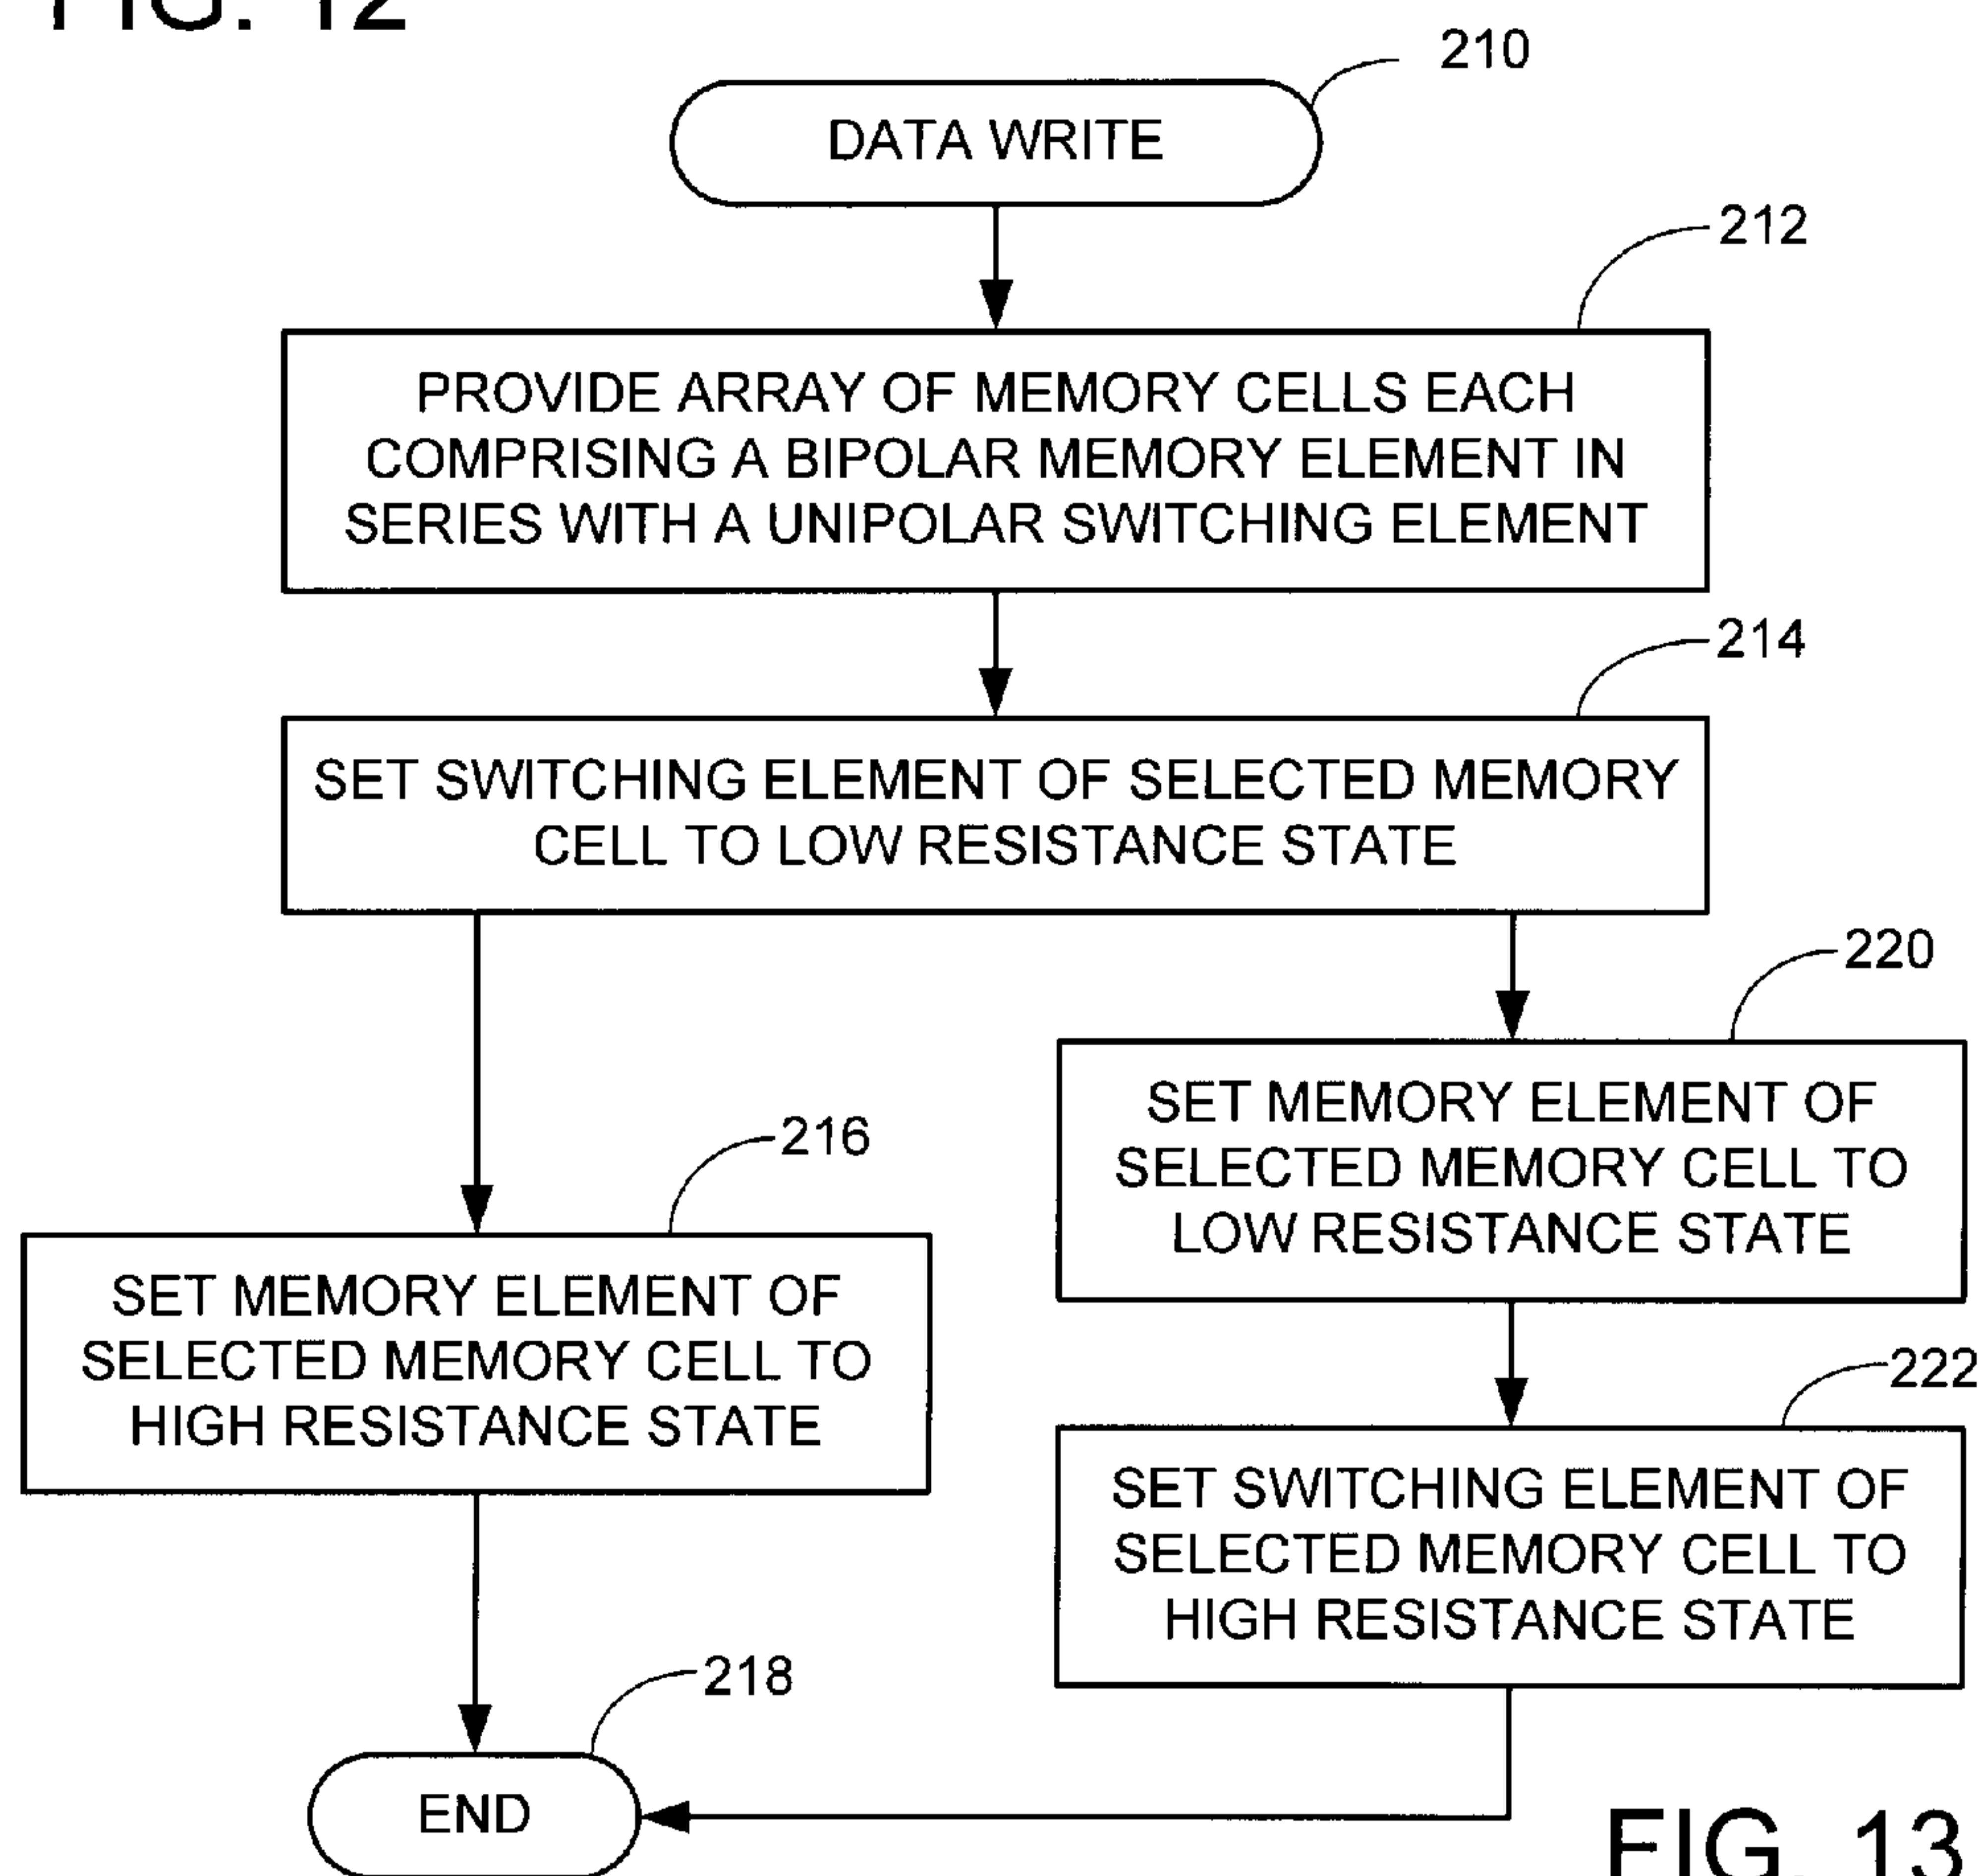 FIG. 12
210
DATA WRITE
212
PROVIDE ARRAY OF MEMORY CELLS EACH
COMPRISING A BIPOLAR MEMORY ELEMENT IN
SERIES WITH A UNIPOLAR SWITCHING ELEMENT
214
SET SWITCHING ELEMENT OF SELECTED MEMORY
CELL TO LOW RESISTANCE STATE
220
SET MEMORY ELEMENT OF
SELECTED MEMORY CELL TO
LOW RESISTANCE STATE
216
SET MEMORY ELEMENT OF
SELECTED MEMORY CELL TO
HIGH RESISTANCE STATE
222
SET SWITCHING ELEMENT OF
SELECTED MEMORY CELL TO
HIGH RESISTANCE STATE
218
END
FIG. 13